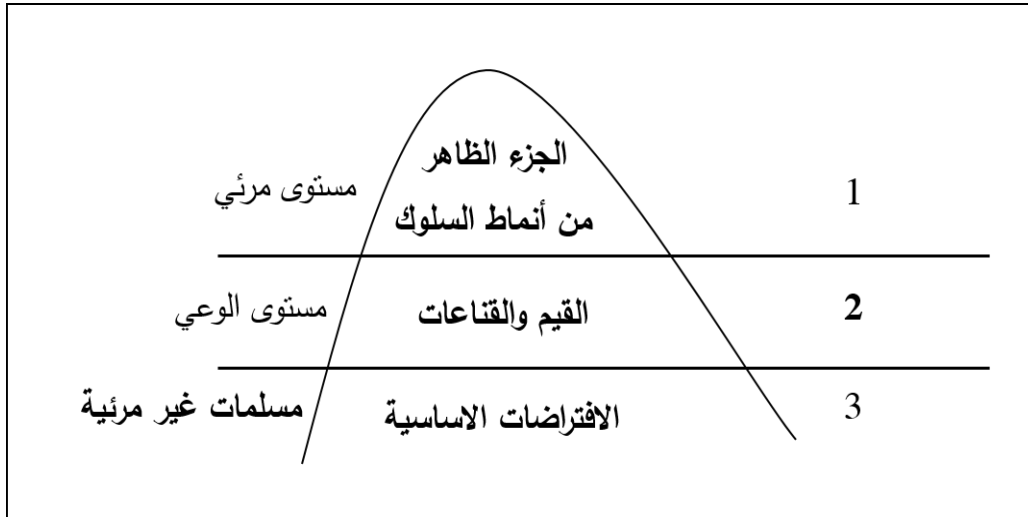 الجزء الظاهر
مستوى مرئي
1
من أنماط السلوك
مستوى الوعي
القيم والقناعات
2
مسلمات غير مرئية
الافتراضات الاساسية
3